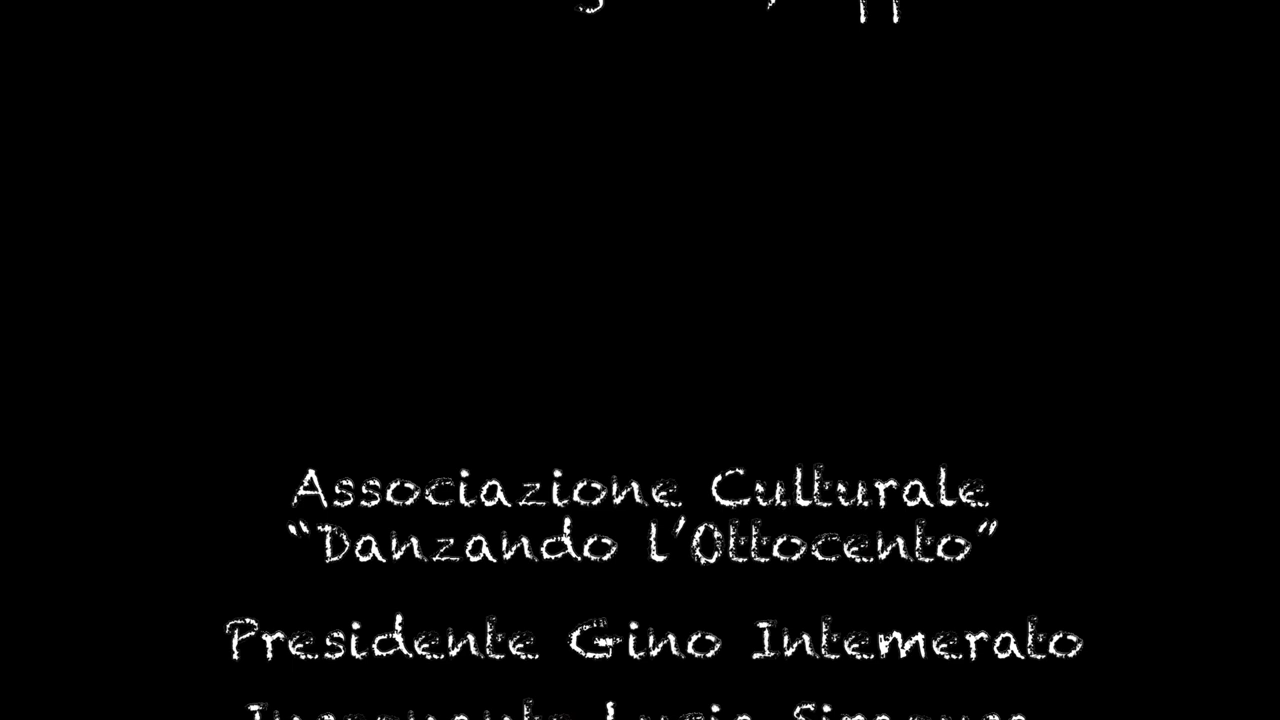 Associazione Culturale
“Danzando l’Ottocento”
Presidente Gino Intemerato